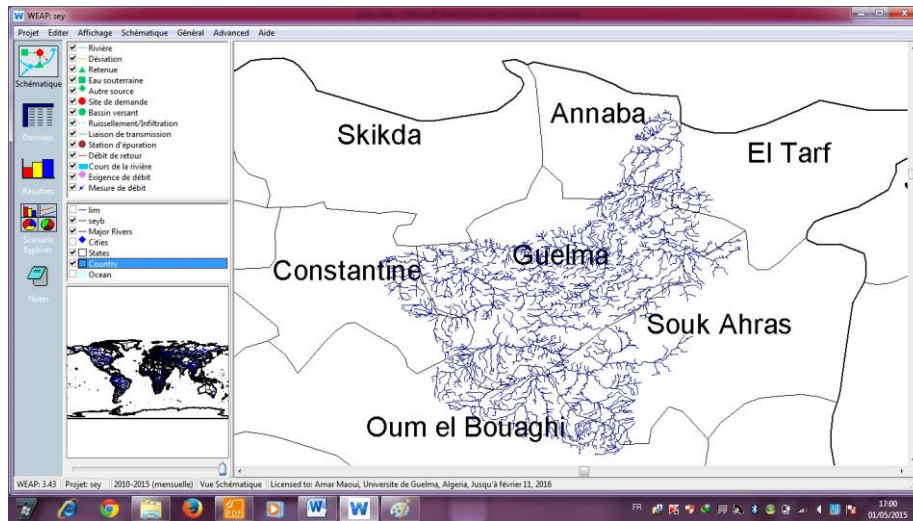 WEAP: sey
Projet Editer Affichage Schématique Général Advanced Aide
Schématique
Données
Résultats
Scenario Explorer
Notes
Rivière
Déviation
Retenue
Eau souterraine
Autre source
Site de demande
Bassin versant
Ruissellement/Infiltration
Liaison de transmission
Station d'épuration
Débit de retour
Cours de la rivière
Exigence de débit
Mesure de débit
lim
seyb
Major Rivers
Cities
States
Country
Ocean
Skikda
Annaba
El Tarf
Constantine
Guelma
Souk Ahras
Oum el Bouaghi
WEAP: 3.43 Projet: sey 2010-2015 (mensuelle) Vue Schématique Licensed to: Amar Maoui, Universite de Guelma, Algeria, Jusqu'à février 11, 2016
PDF
FR
17:00
01/05/2015